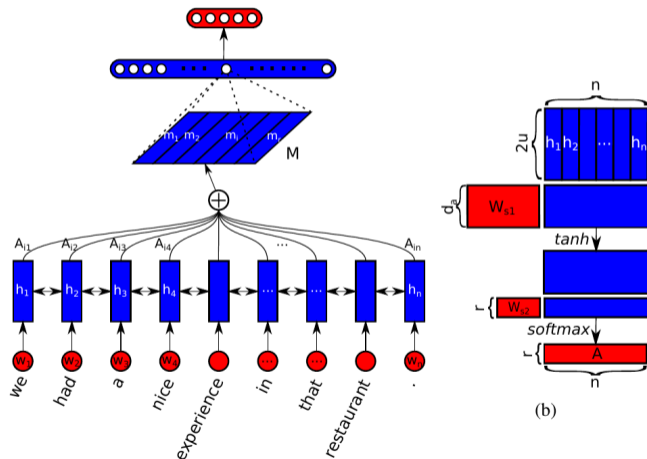 m₁ m₂ mᵢ mᵣ
M
Aᵢ₁ Aᵢ₂ Aᵢ₃ Aᵢ₄ ... Aᵢₙ
h₁ h₂ h₃ h₄ ... ... hₙ
w₁ w₂ w₃ w₄ ... ...
we had a nice experience in that restaurant .
n
2u
h₁ h₂ ... hₙ
dₐ
Wₛ₁
tanh
r
Wₛ₂
softmax
r
A
n
(b)